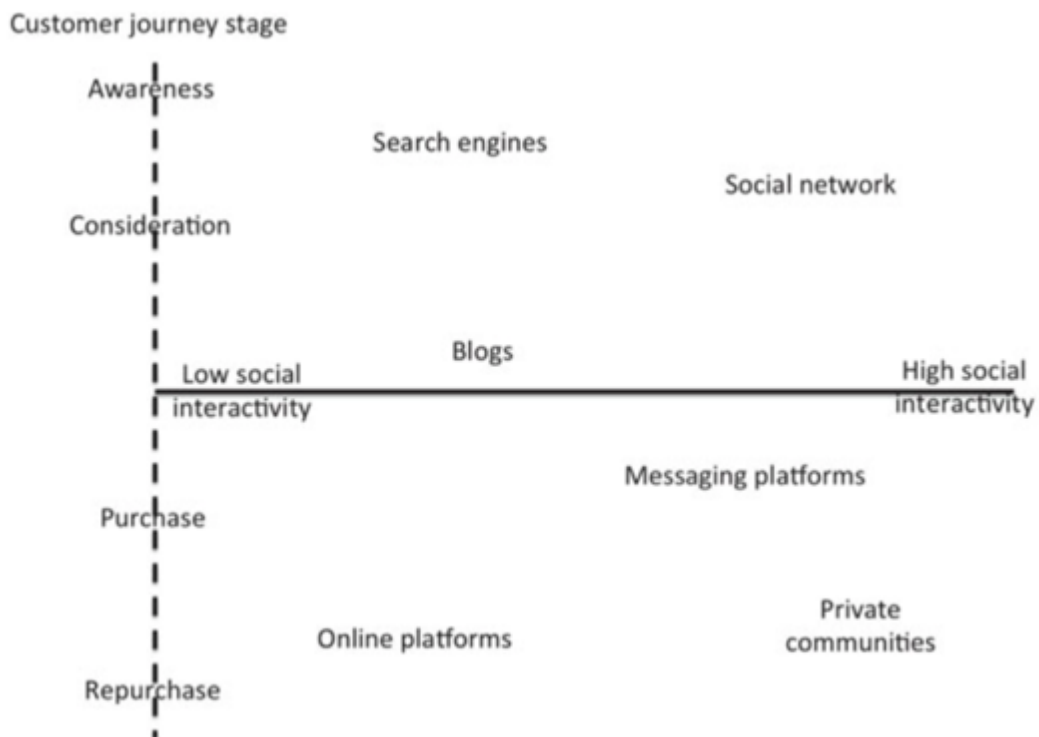 Customer journey stage
Awareness
Search engines
Social network
Consideration
Blogs
Low social
interactivity
High social
interactivity
Messaging platforms
Purchase
Private
communities
Online platforms
Repurchase